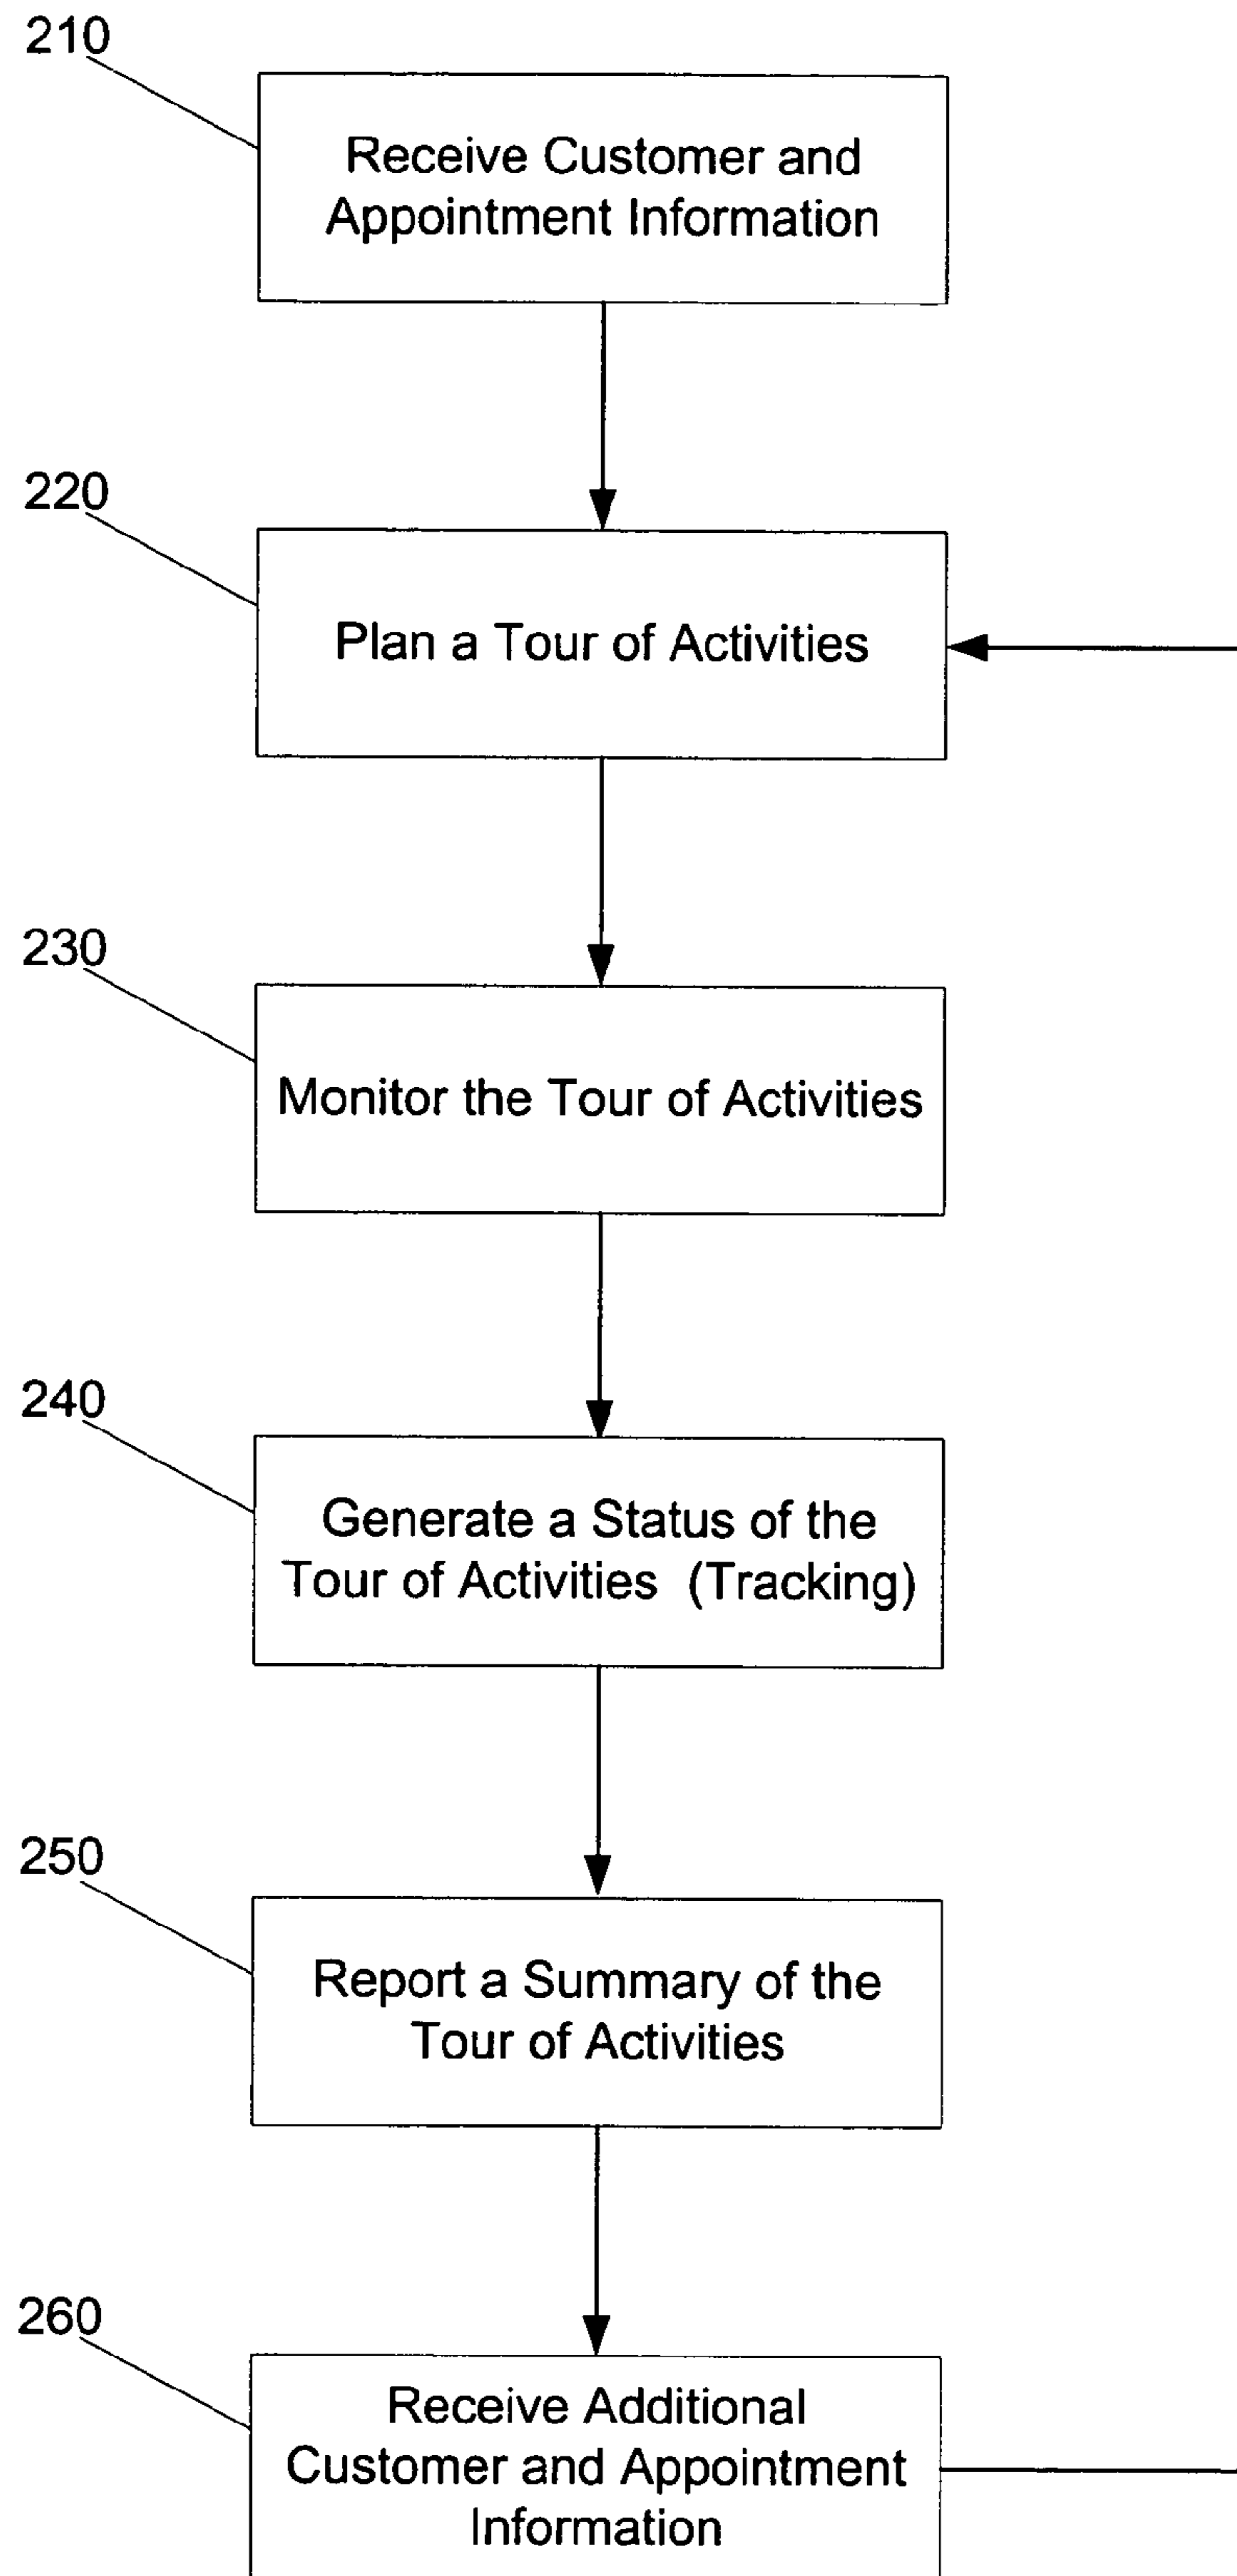 210
Receive Customer and
Appointment Information
220
Plan a Tour of Activities
230
Monitor the Tour of Activities
240
Generate a Status of the
Tour of Activities (Tracking)
250
Report a Summary of the
Tour of Activities
260
Receive Additional
Customer and Appointment
Information